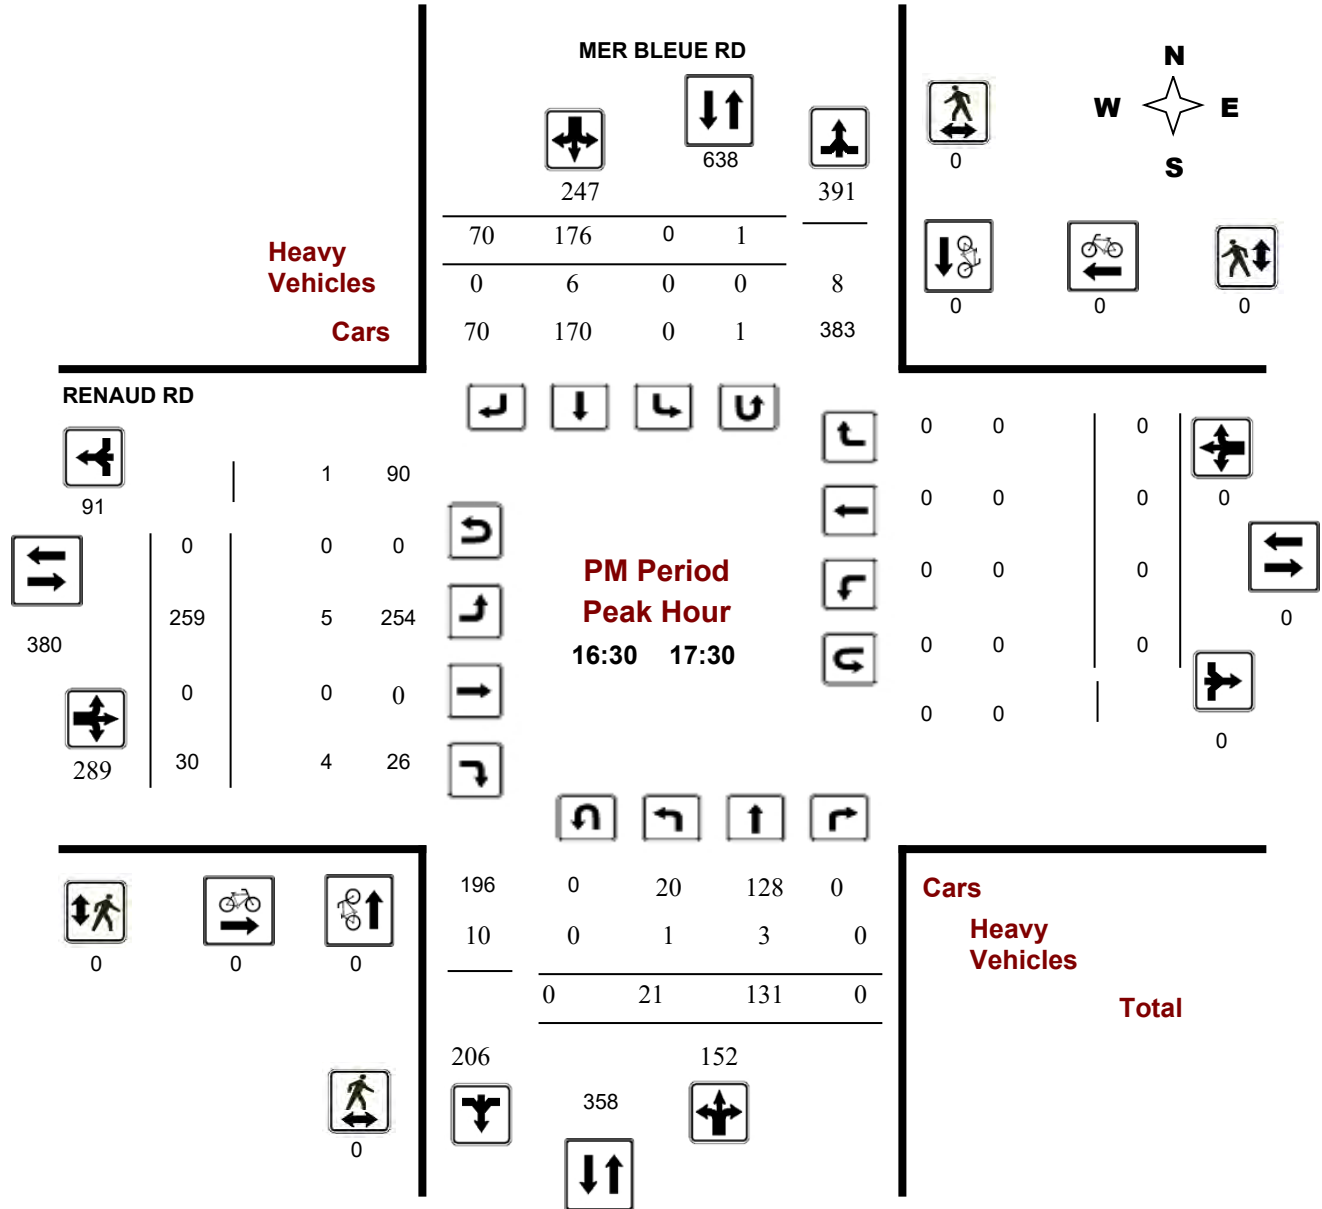 MER BLEUE RD
N
W E
S
638
0
247 391
70 176 0 1
Heavy
Vehicles
0 6 0 0 8
0 0 0
Cars 70 170 0 1 383
RENAUD RD
0 0 0
1 90
91
0 0 0 0
0 0 0
PM Period
0 0 0
Peak Hour
259 5 254
0
380
16:30 17:30
0 0 0
0 0 0
0 0
0
289 30 4 26
196 0 20 128 0
Cars
10 0 1 3 0
Heavy
Vehicles
0 0 0
0 21 131 0
Total
206 152
358
0